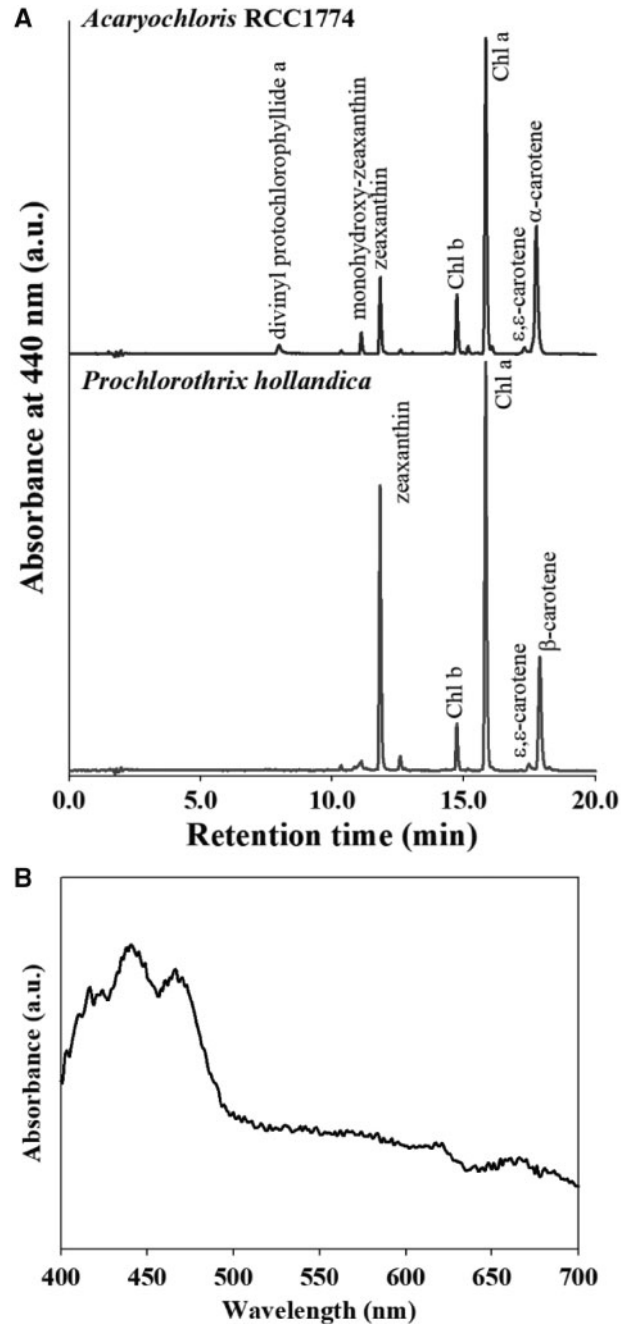 A
Acaryochloris RCC1774
divinyl protochlorophyllide a
monohydroxy-zeaxanthin
zeaxanthin
Chl b
Chl a
ε,ε-carotene
α-carotene
Prochlorothrix hollandica
zeaxanthin
Chl b
Chl a
ε,ε-carotene
β-carotene
Absorbance at 440 nm (a.u.)
0.0 5.0 10.0 15.0 20.0
Retention time (min)
B
Absorbance (a.u.)
400 450 500 550 600 650 700
Wavelength (nm)